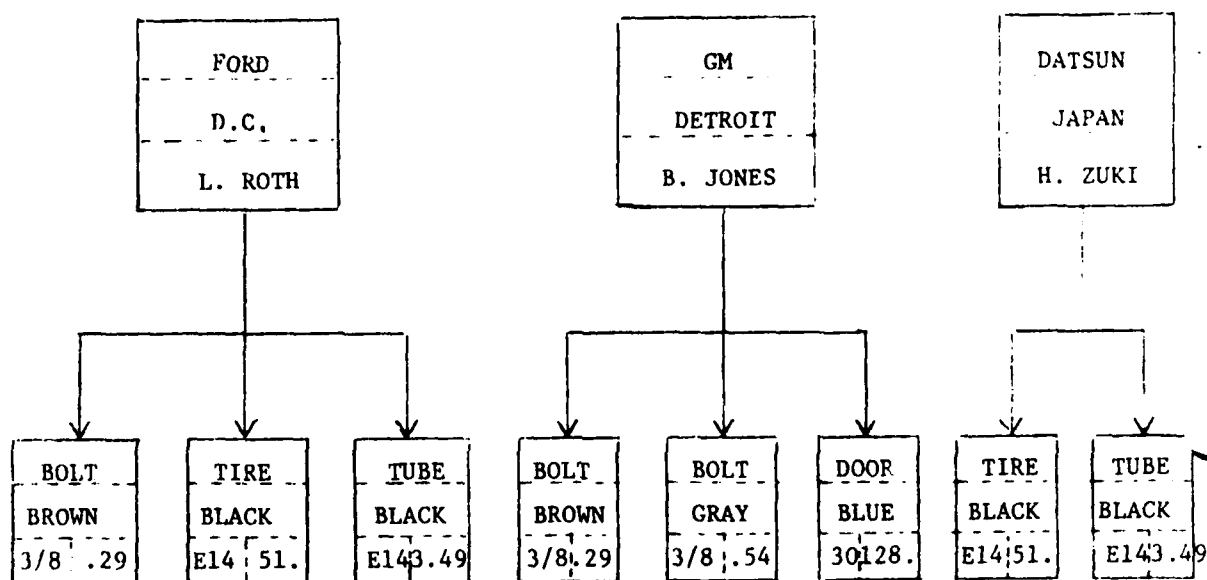 FORD
D.C.
L. ROTH
GM
DETROIT
B. JONES
DATSUN
JAPAN
H. ZUKI
BOLT
BROWN
3/8 .29
TIRE
BLACK
E14 51.
TUBE
BLACK
E14 3.49
BOLT
BROWN
3/8 .29
BOLT
GRAY
3/8 .54
DOOR
BLUE
30 128.
TIRE
BLACK
E14 51.
TUBE
BLACK
E14 3.49